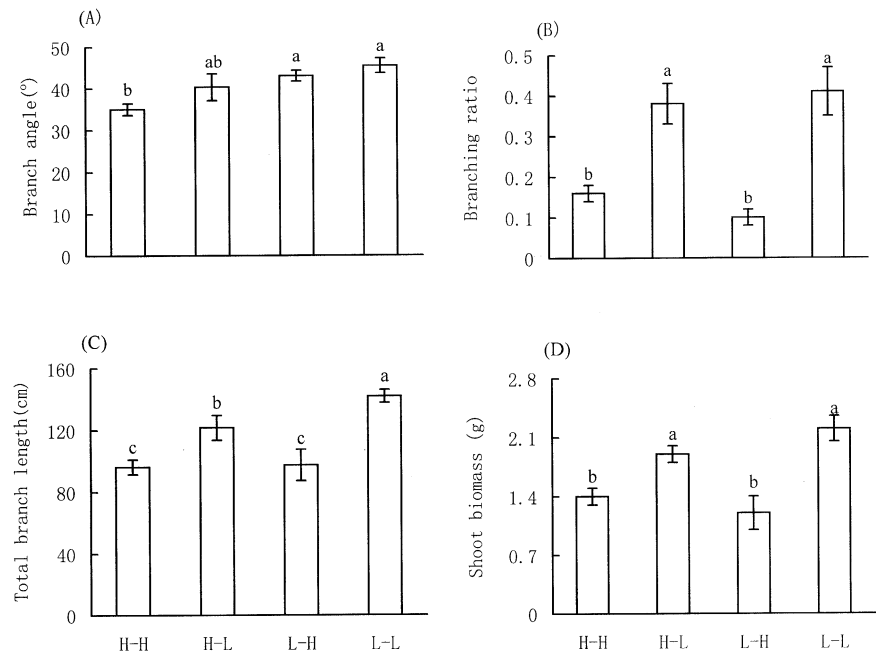 (A)
50
40
30
20
10
0
Branch angle(°)
b
ab
a
a
(B)
0.5
0.4
0.3
0.2
0.1
0
Branching ratio
b
a
b
a
(C)
160
120
80
40
0
Total branch length(cm)
c
b
c
a
H-H
H-L
L-H
L-L
(D)
2.8
2.1
1.4
0.7
0
Shoot biomass (g)
b
a
b
a
H-H
H-L
L-H
L-L